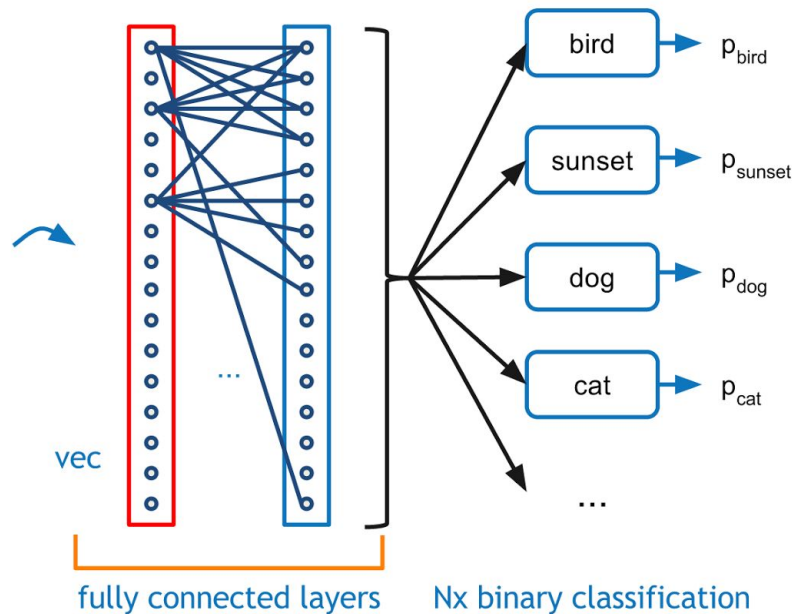 bird
p_bird
sunset
p_sunset
dog
p_dog
cat
p_cat
...
...
vec
fully connected layers
Nx binary classification